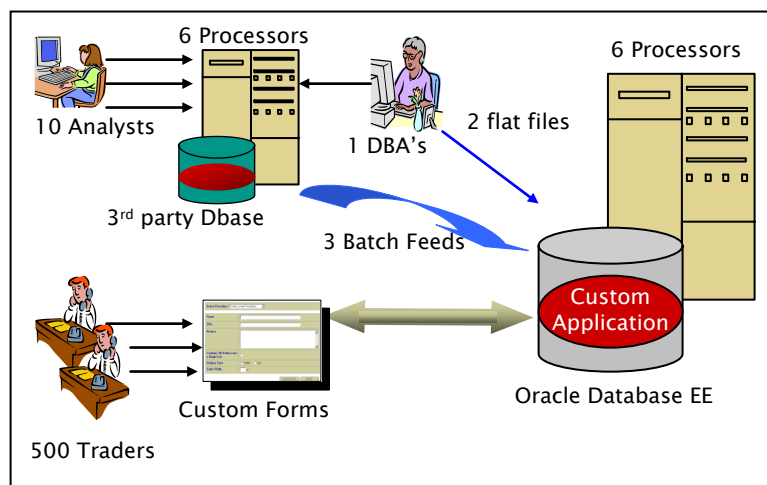 6 Processors
6 Processors
10 Analysts
1 DBA's
2 flat files
3rd party Dbase
3 Batch Feeds
Custom
Application
Custom Forms
Oracle Database EE
500 Traders